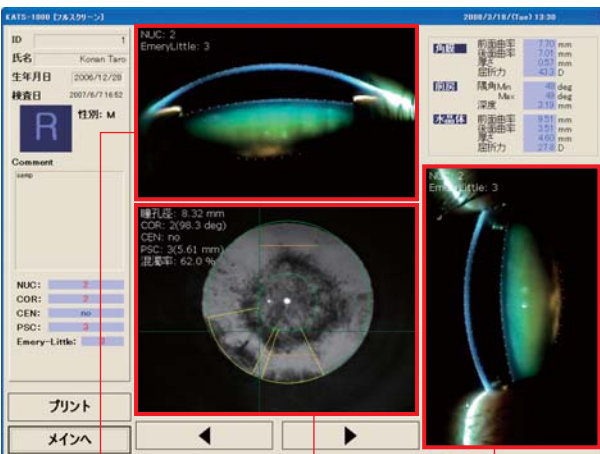 KATS-1000 [フルスクリーン]
2008/3/18/(Tue) 13:30
ID 1
氏名 Konan Taro
生年月日 2006/12/28
検査日 2007/6/7 16:52
R
性別: M
Comment
samp
NUC: 2
COR: 2
CEN: no
PSC: 3
Emery-Little: 3
プリント
メインへ
NUC: 2
EmeryLittle: 3
瞳孔径: 8.32 mm
COR: 2(98.3 deg)
CEN: no
PSC: 3(5.61 mm)
混濁率: 62.0 %
角膜 前面曲率 7.70 mm
後面曲率 7.01 mm
厚さ 0.57 mm
屈折力 43.3 D
前房 隅角Min 48 deg
Max 48 deg
深度 3.19 mm
水晶体 前面曲率 9.51 mm
後面曲率 3.51 mm
厚さ 4.60 mm
屈折力 27.8 D
NUC: 2
EmeryLittle: 3